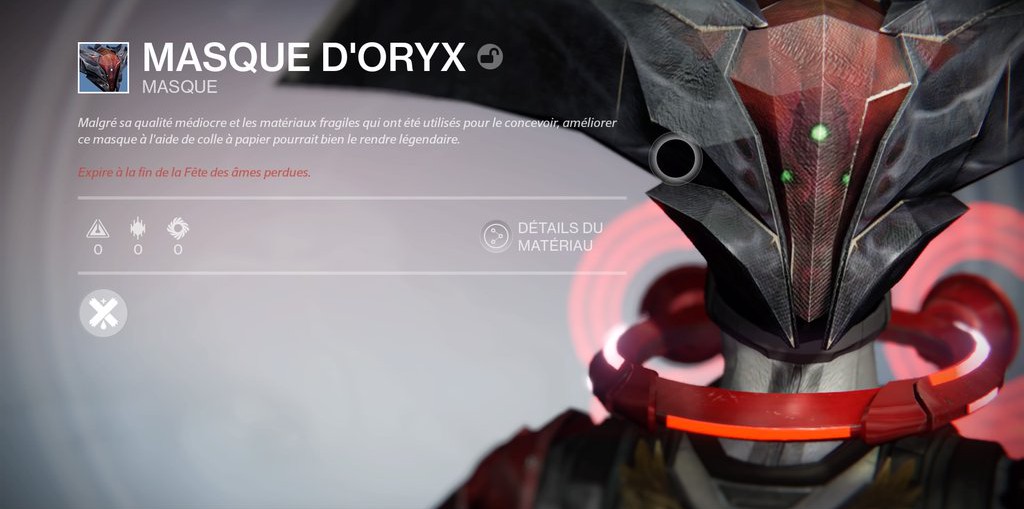 MASQUE D'ORYX
MASQUE
Malgré sa qualité médiocre et les matériaux fragiles qui ont été utilisés pour le concevoir, améliorer
ce masque à l'aide de colle à papier pourrait bien le rendre légendaire.
Expire à la fin de la Fête des âmes perdues.
0 0 0
DÉTAILS DU
MATÉRIAU